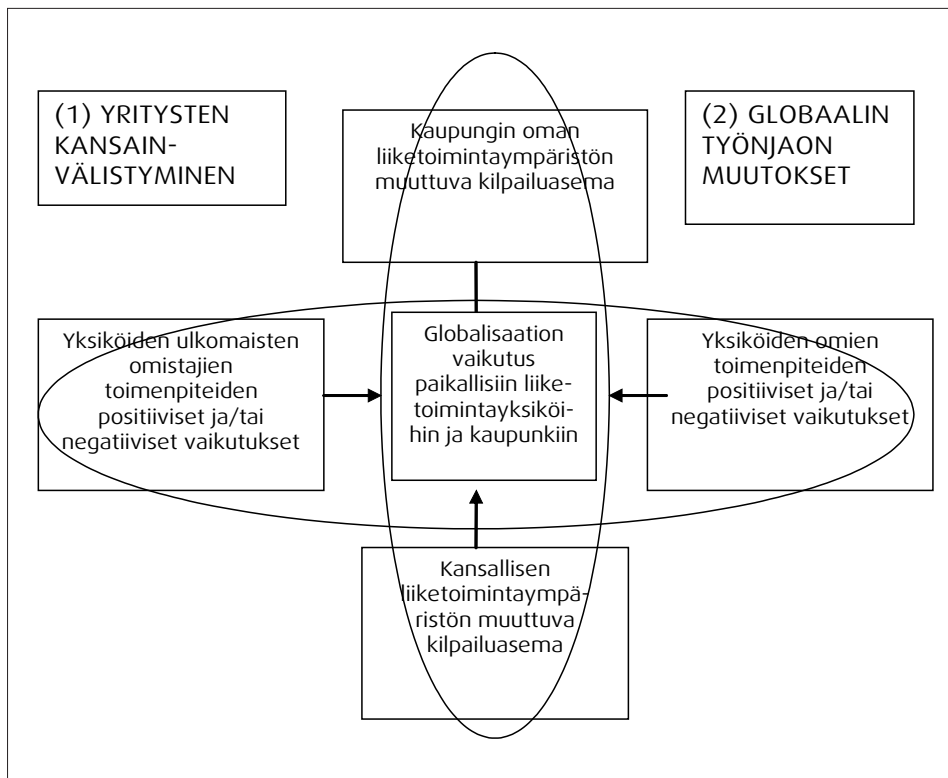 (1) YRITYSTEN
KANSAIN-
VÄLISTYMINEN
Kaupungin oman
liiketoimintaympäristön
muuttuva kilpailuasema
(2) GLOBAALIN
TYÖNJAON
MUUTOKSET
Yksiköiden ulkomaisten
omistajien
toimenpiteiden
positiiviset ja/tai
negatiiviset vaikutukset
Globalisaation
vaikutus
paikallisiin liike-
toimintayksiköi-
hin ja kaupunkiin
Yksiköiden omien
toimenpiteiden
positiiviset ja/tai
negatiiviset vaikutukset
Kansallisen
liiketoimintaympä-
ristön muuttuva
kilpailuasema